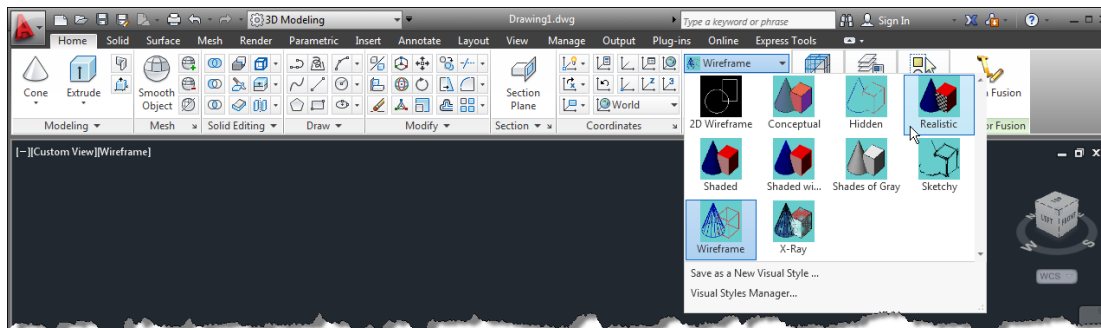 3D Modeling Drawing1.dwg Type a keyword or phrase Sign In
Home Solid Surface Mesh Render Parametric Insert Annotate Layout View Manage Output Plug-ins Online Express Tools
Wireframe
Cone Extrude Smooth Object Section Plane World Fusion
Modeling Mesh Solid Editing Draw Modify Section Coordinates or Fusion
2D Wireframe Conceptual Hidden Realistic
[−][Custom View][Wireframe]
Shaded Shaded wi... Shades of Gray Sketchy
Wireframe X-Ray
WCS
Save as a New Visual Style ...
Visual Styles Manager...